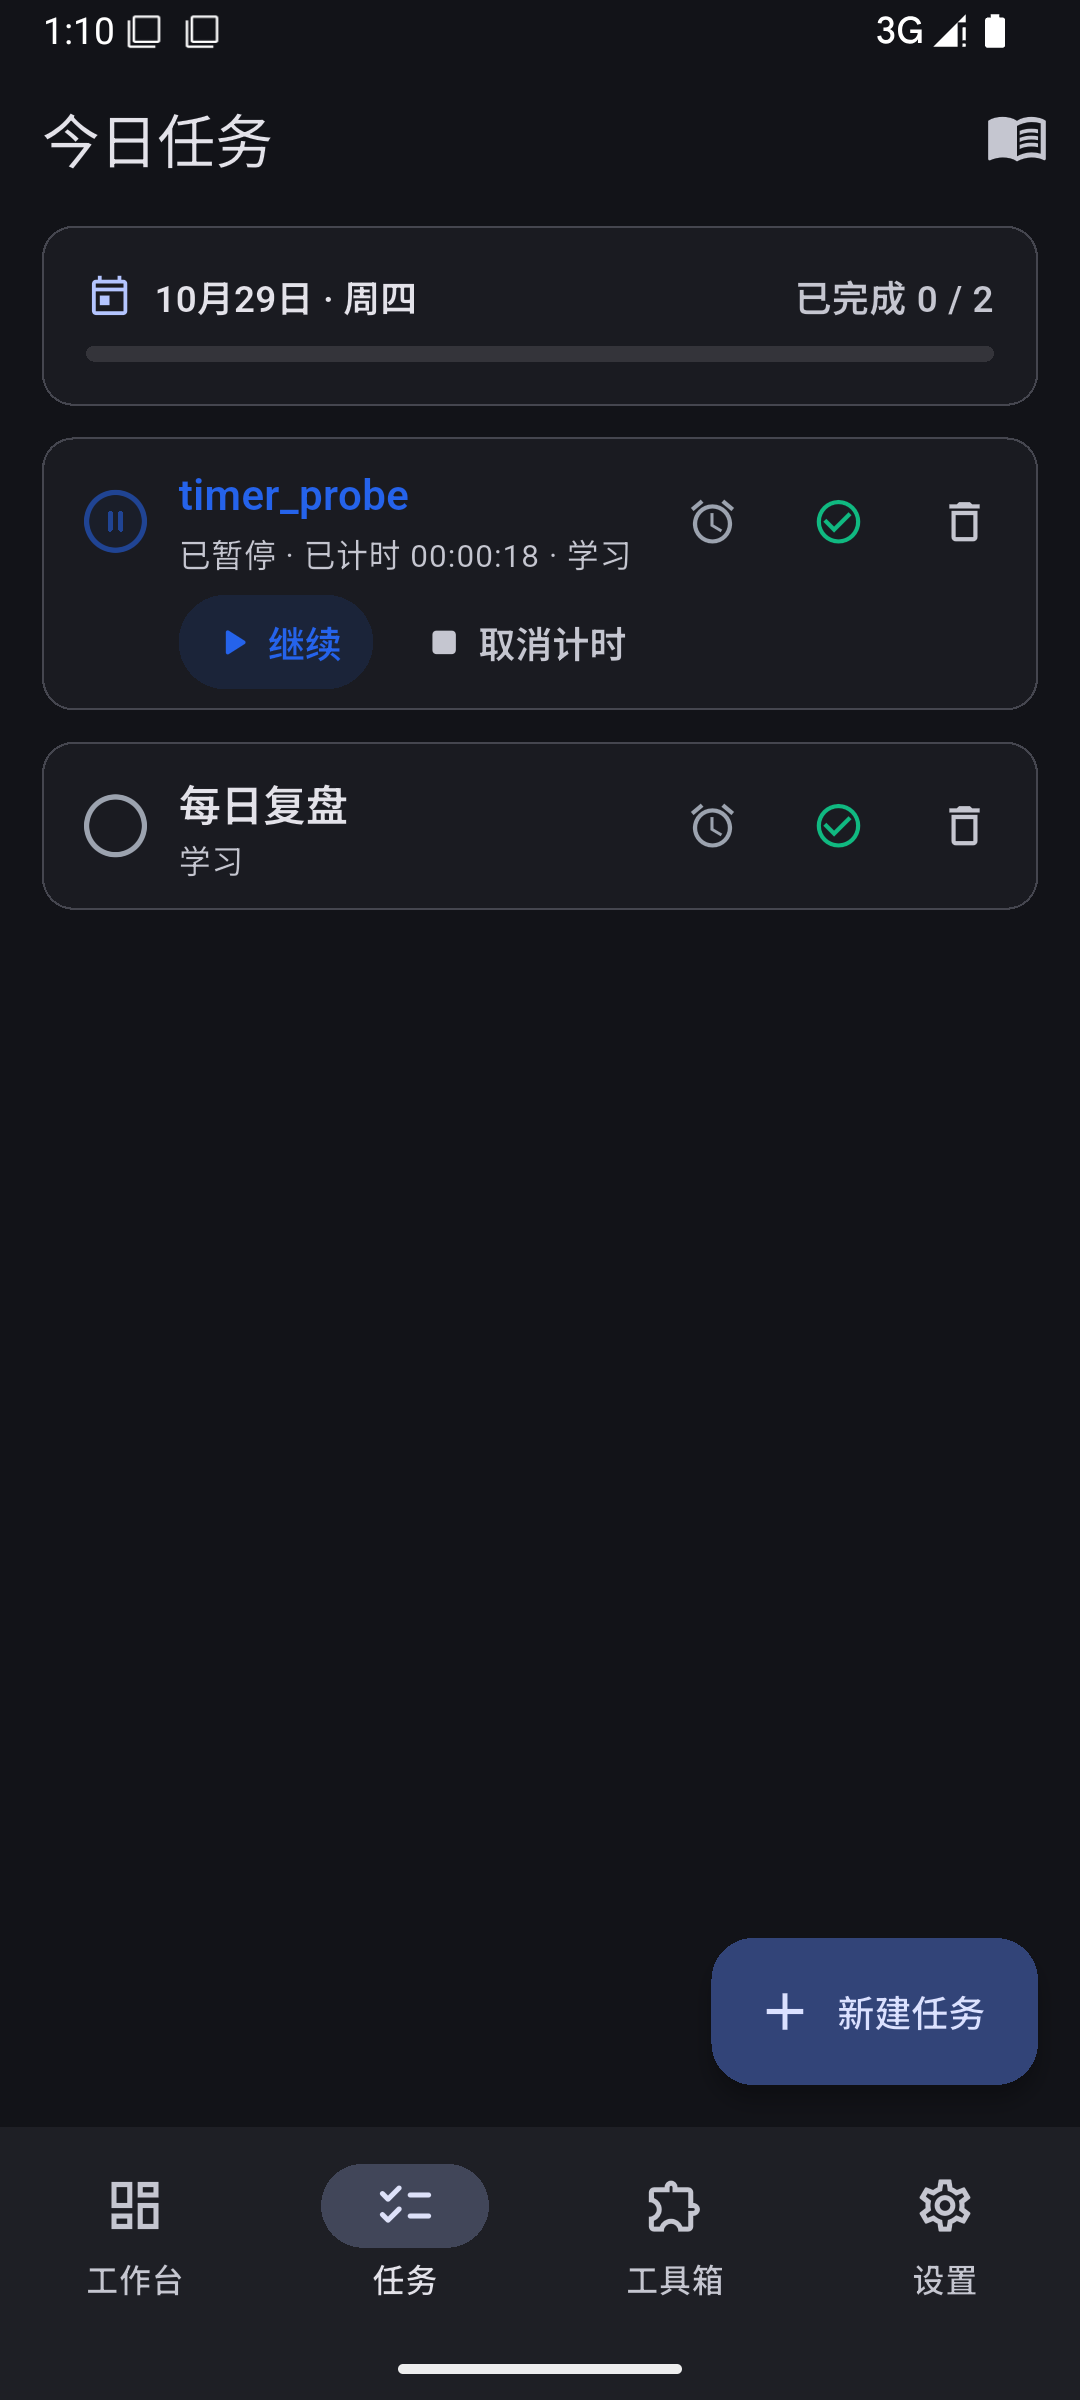 1:10
3G
今日任务
10月29日 · 周四
已完成 0 / 2
timer_probe
已暂停 · 已计时 00:00:18 · 学习
继续
取消计时
每日复盘
学习
新建任务
工作台
任务
工具箱
设置